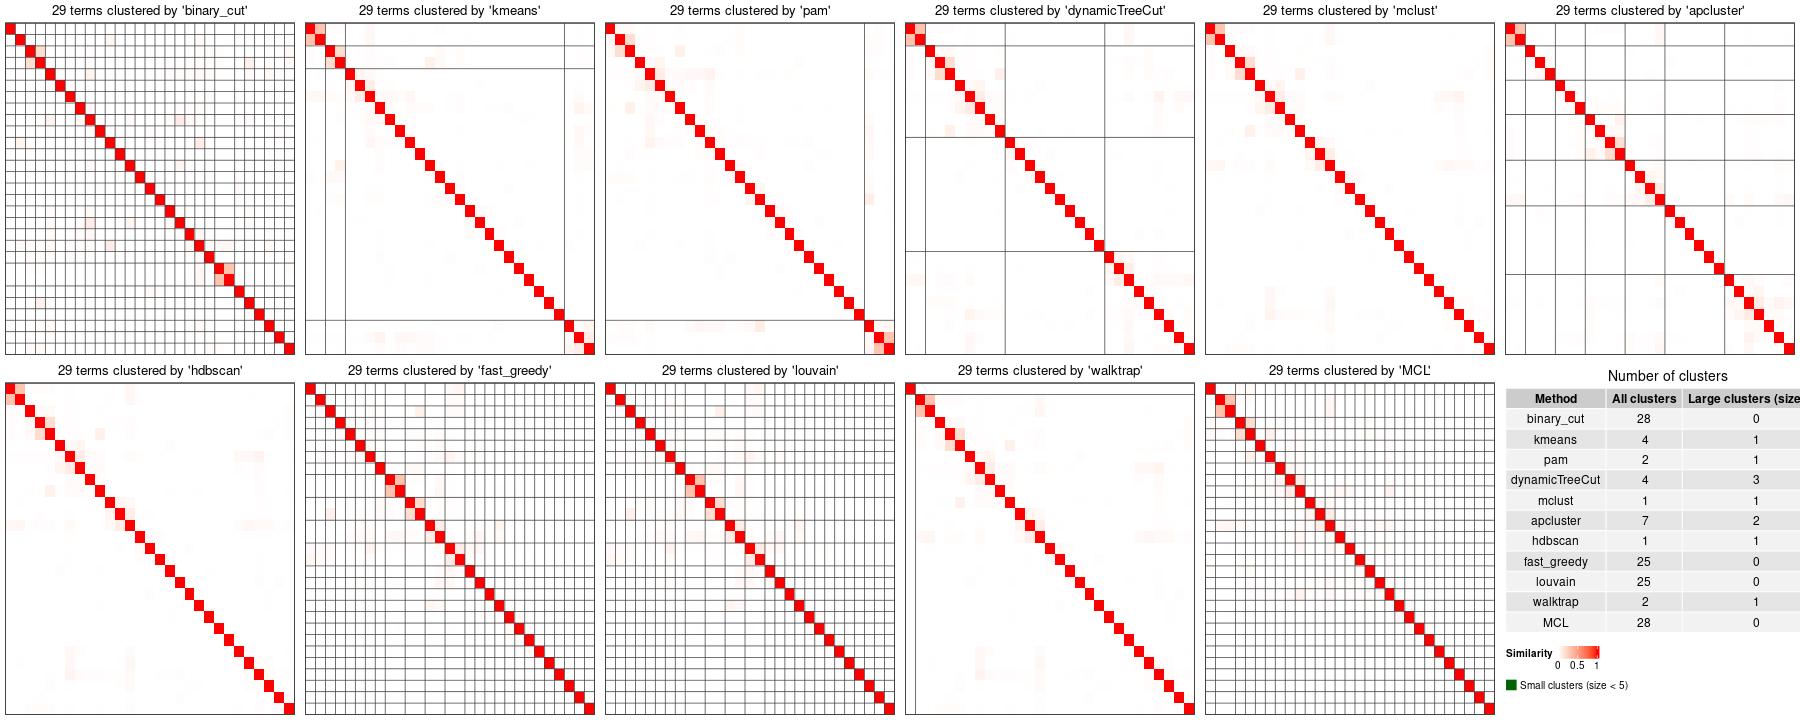 29 terms clustered by 'binary_cut'
29 terms clustered by 'kmeans'
29 terms clustered by 'pam'
29 terms clustered by 'dynamicTreeCut'
29 terms clustered by 'mclust'
29 terms clustered by 'apcluster'
29 terms clustered by 'hdbscan'
29 terms clustered by 'fast_greedy'
29 terms clustered by 'louvain'
29 terms clustered by 'walktrap'
29 terms clustered by 'MCL'
Number of clusters
Method All clusters Large clusters (size
binary_cut 28 0
kmeans 4 1
pam 2 1
dynamicTreeCut 4 3
mclust 1 1
apcluster 7 2
hdbscan 1 1
fast_greedy 25 0
louvain 25 0
walktrap 2 1
MCL 28 0
Similarity
0 0.5 1
Small clusters (size < 5)